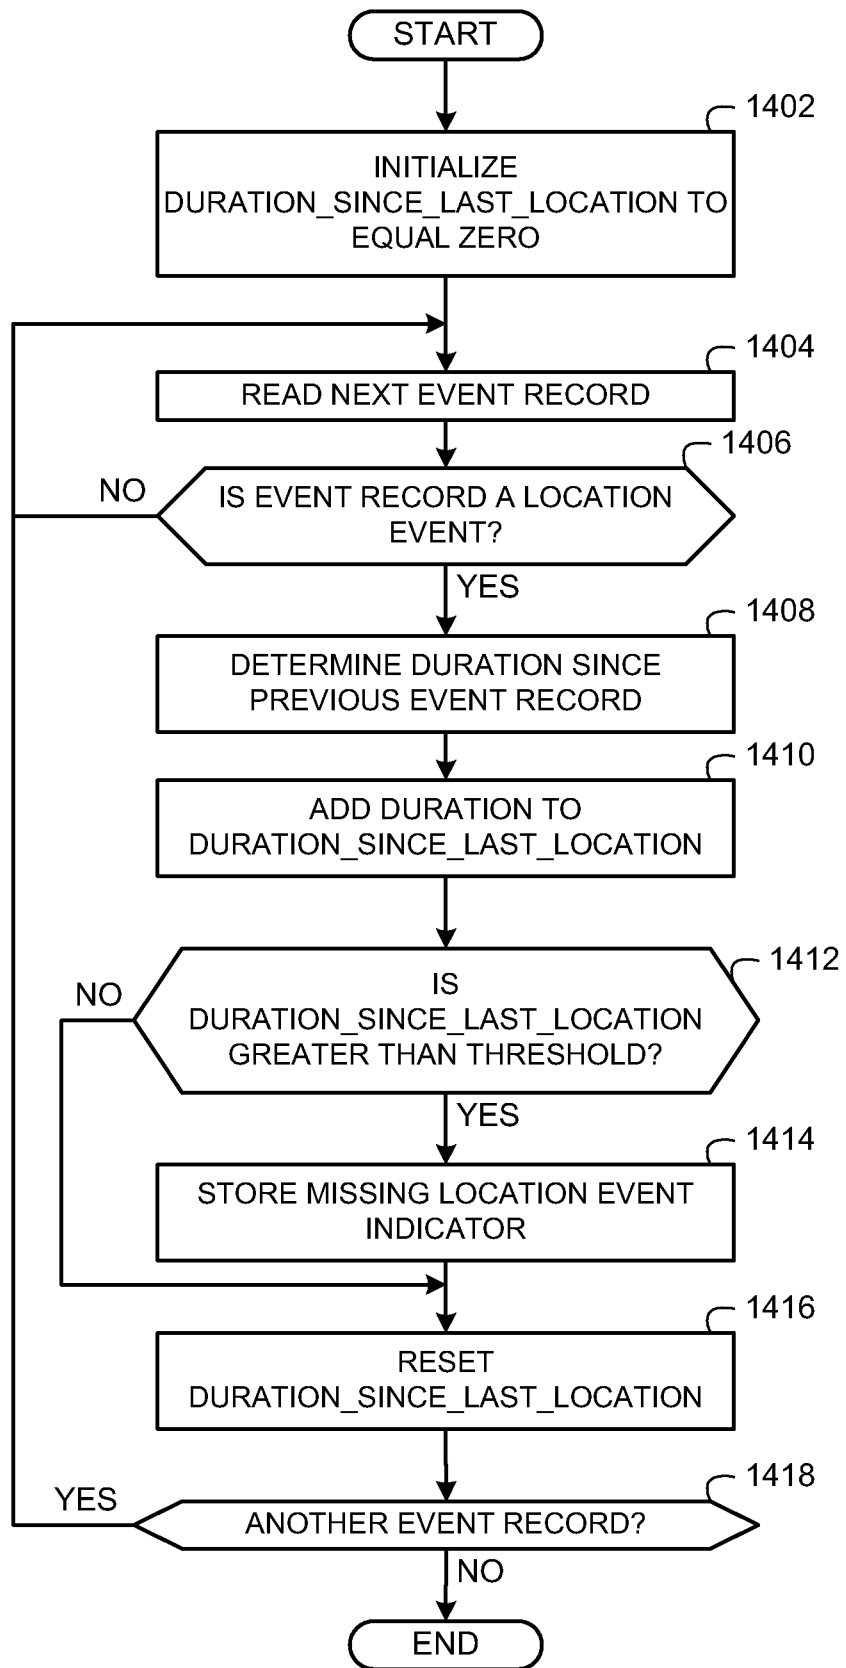 START
1402
INITIALIZE
DURATION_SINCE_LAST_LOCATION TO
EQUAL ZERO
1404
READ NEXT EVENT RECORD
1406
NO
IS EVENT RECORD A LOCATION
EVENT?
YES
1408
DETERMINE DURATION SINCE
PREVIOUS EVENT RECORD
1410
ADD DURATION TO
DURATION_SINCE_LAST_LOCATION
1412
NO
IS
DURATION_SINCE_LAST_LOCATION
GREATER THAN THRESHOLD?
YES
1414
STORE MISSING LOCATION EVENT
INDICATOR
1416
RESET
DURATION_SINCE_LAST_LOCATION
1418
YES
ANOTHER EVENT RECORD?
NO
END